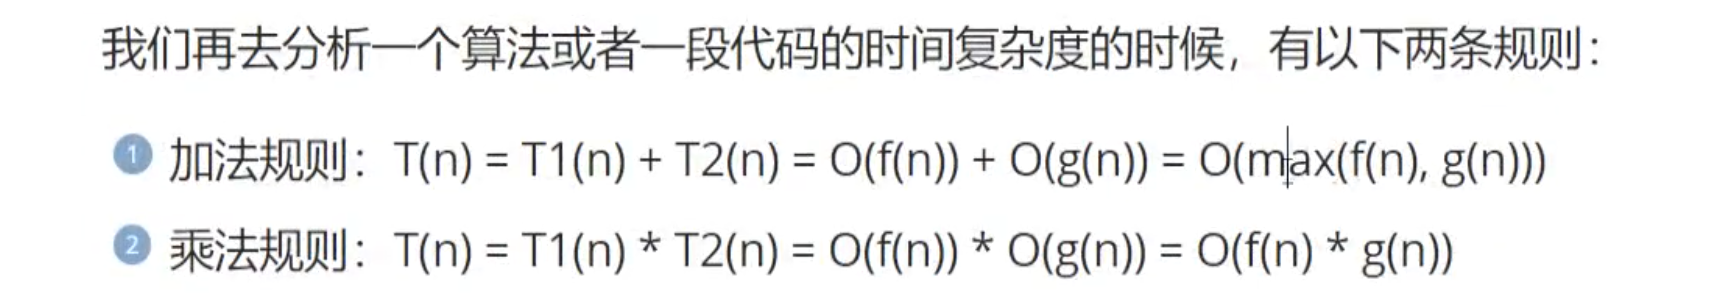 我们再去分析一个算法或者一段代码的时间复杂度的时候，有以下两条规则：
1 加法规则：T(n) = T1(n) + T2(n) = O(f(n)) + O(g(n)) = O(max(f(n), g(n)))
2 乘法规则：T(n) = T1(n) * T2(n) = O(f(n)) * O(g(n)) = O(f(n) * g(n))